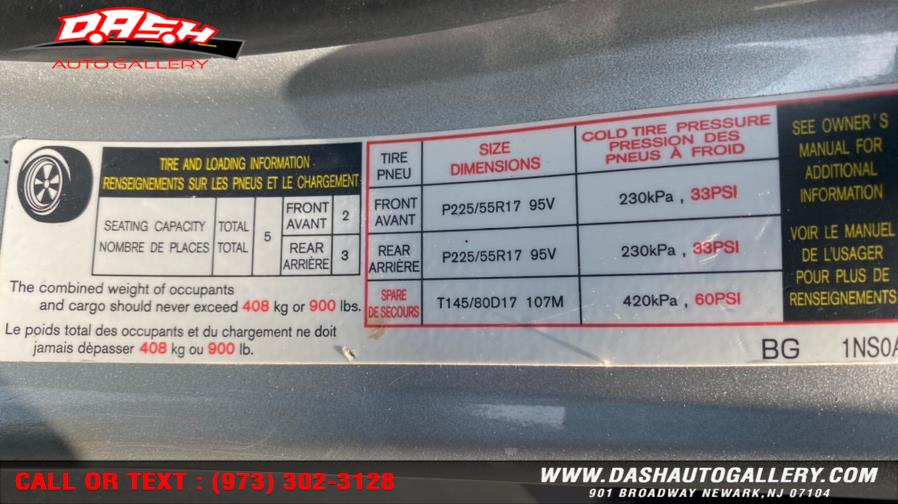 DASH
AUTO GALLERY
TIRE AND LOADING INFORMATION
RENSEIGNEMENTS SUR LES PNEUS ET LE CHARGEMENT
SEATING CAPACITY TOTAL 5 FRONT AVANT 2
NOMBRE DE PLACES TOTAL REAR ARRIÈRE 3
The combined weight of occupants
and cargo should never exceed 408 kg or 900 lbs.
Le poids total des occupants et du chargement ne doit
jamais dépasser 408 kg ou 900 lb.
TIRE PNEU SIZE DIMENSIONS COLD TIRE PRESSURE PRESSION DES PNEUS À FROID
FRONT AVANT P225/55R17 95V 230kPa , 33PSI
REAR ARRIÈRE P225/55R17 95V 230kPa , 33PSI
SPARE DE SECOURS T145/80D17 107M 420kPa , 60PSI
SEE OWNER'S
MANUAL FOR
ADDITIONAL
INFORMATION
VOIR LE MANUEL
DE L'USAGER
POUR PLUS DE
RENSEIGNEMENTS
BG 1NS0A
CALL OR TEXT : (973) 302-3128
WWW.DASHAUTOGALLERY.COM
901 BROADWAY NEWARK,NJ 07104